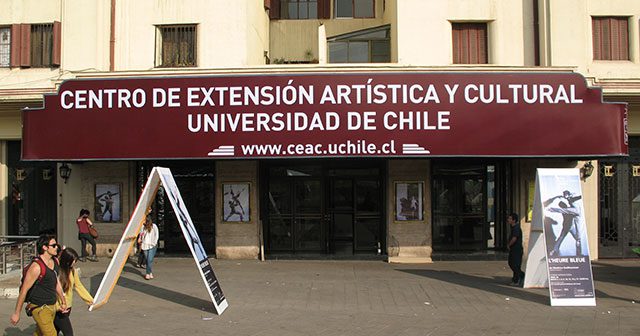 CENTRO DE EXTENSIÓN ARTÍSTICA Y CULTURAL
UNIVERSIDAD DE CHILE
www.ceac.uchile.cl
L'HEURE BLEUE